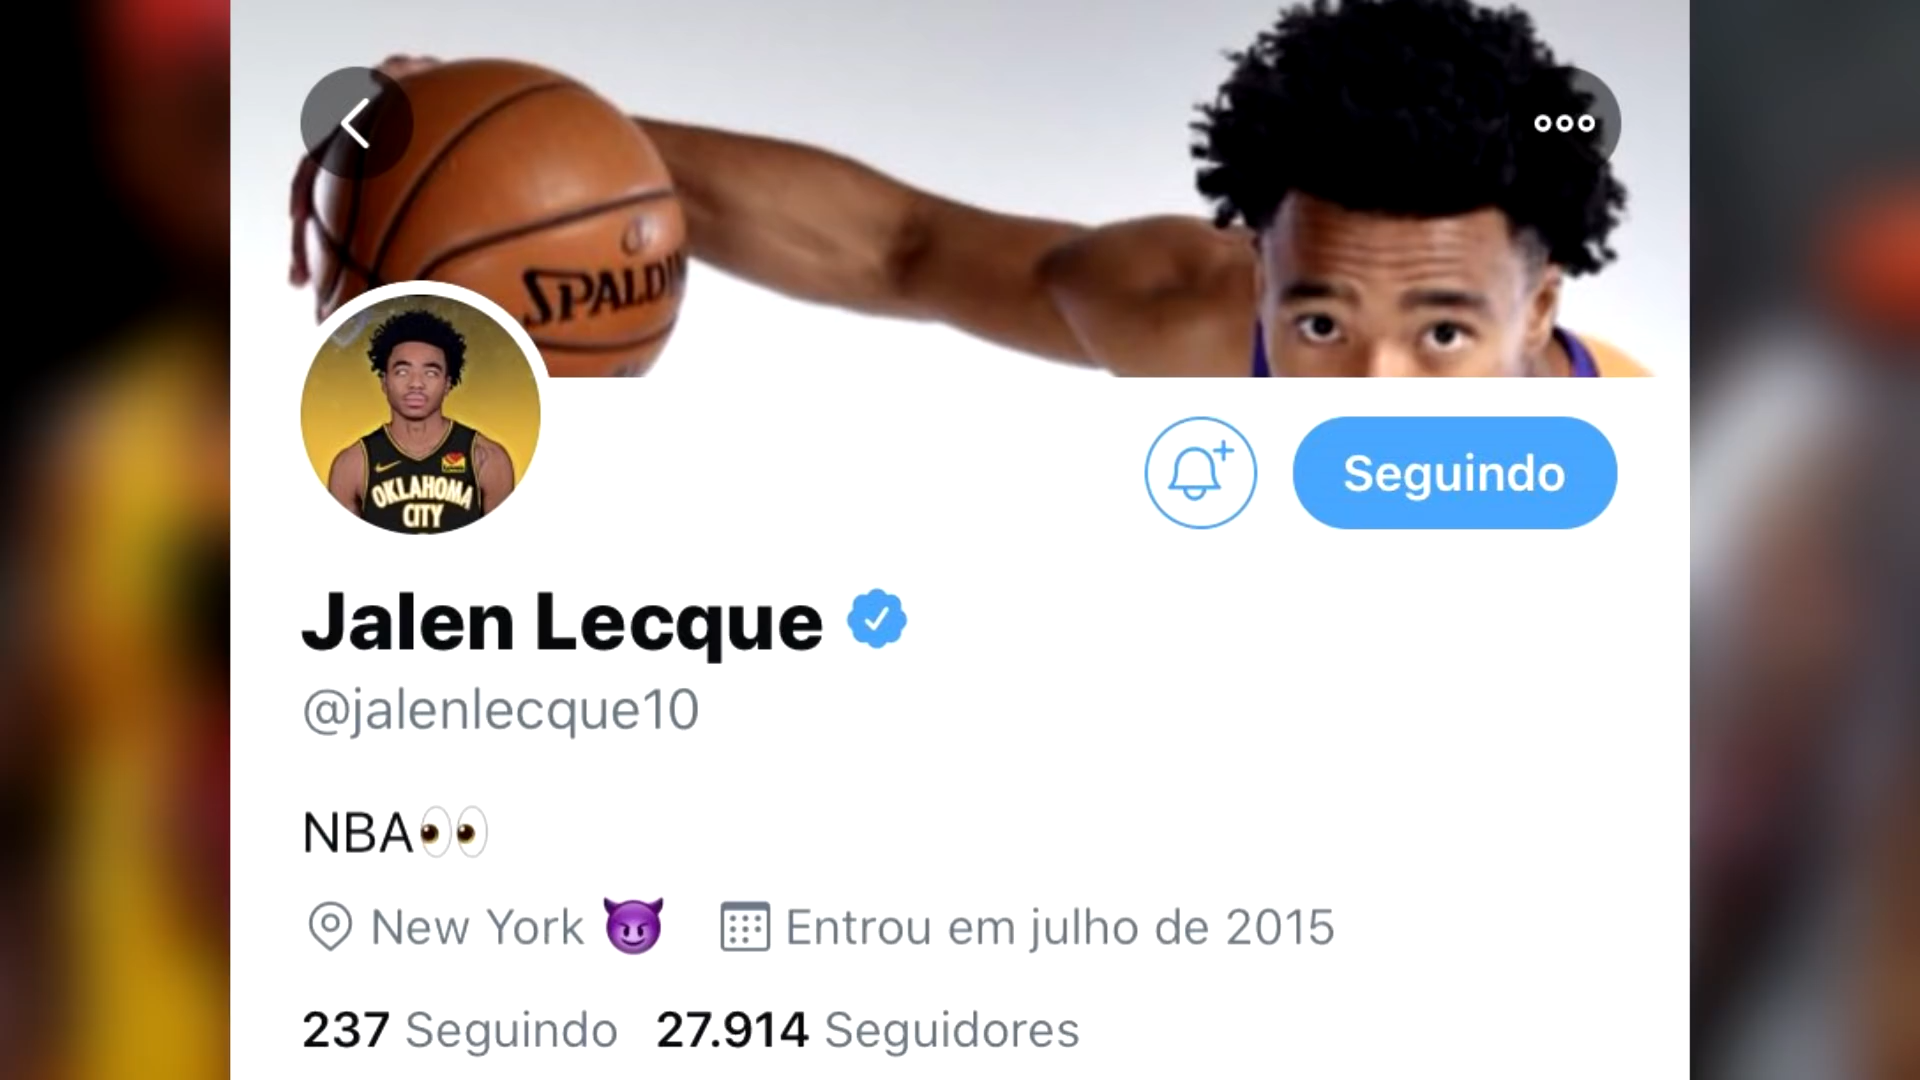 SPALDI
OKLAHOMA
CITY
Seguindo
Jalen Lecque
@jalenlecque10
NBA👀
New York 😈 Entrou em julho de 2015
237 Seguindo 27.914 Seguidores